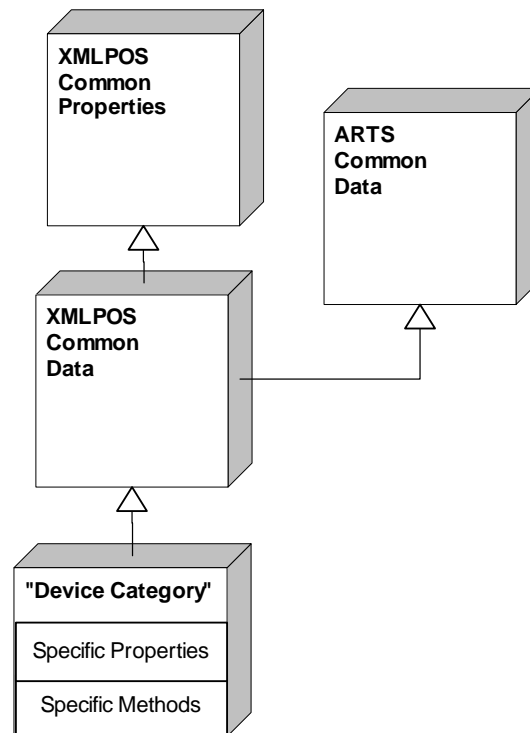 XMLPOS
Common
Properties
ARTS
Common
Data
XMLPOS
Common
Data
"Device Category"
Specific Properties
Specific Methods